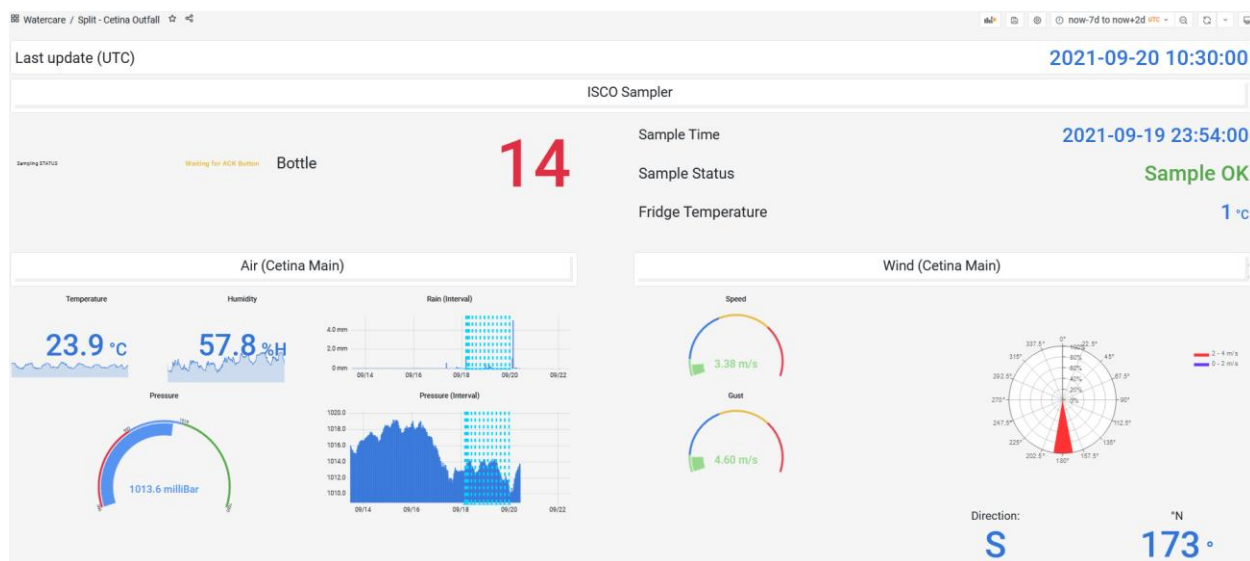 Watercare / Split - Cetina Outfall
now-7d to now+2d UTC
Last update (UTC)
2021-09-20 10:30:00
ISCO Sampler
Sampling STATUS
Waiting for ACK Button
Bottle
14
Sample Time
2021-09-19 23:54:00
Sample Status
Sample OK
Fridge Temperature
1 °C
Air (Cetina Main)
Temperature
23.9 °C
Humidity
57.8 %H
Rain (Interval)
4.0 mm
2.0 mm
0 mm
09/14 09/16 09/18 09/20 09/22
Pressure
1013.6 milliBar
Pressure (Interval)
1020.0
1018.0
1016.0
1014.0
1012.0
1010.0
09/14 09/16 09/18 09/20 09/22
Wind (Cetina Main)
Speed
3.38 m/s
Gust
4.60 m/s
0°
22.5°
45°
67.5°
90°
112.5°
135°
157.5°
180°
202.5°
225°
247.5°
270°
292.5°
315°
337.5°
100%
80%
60%
40%
20%
0%
2 - 4 m/s
0 - 2 m/s
Direction:
S
°N
173 °